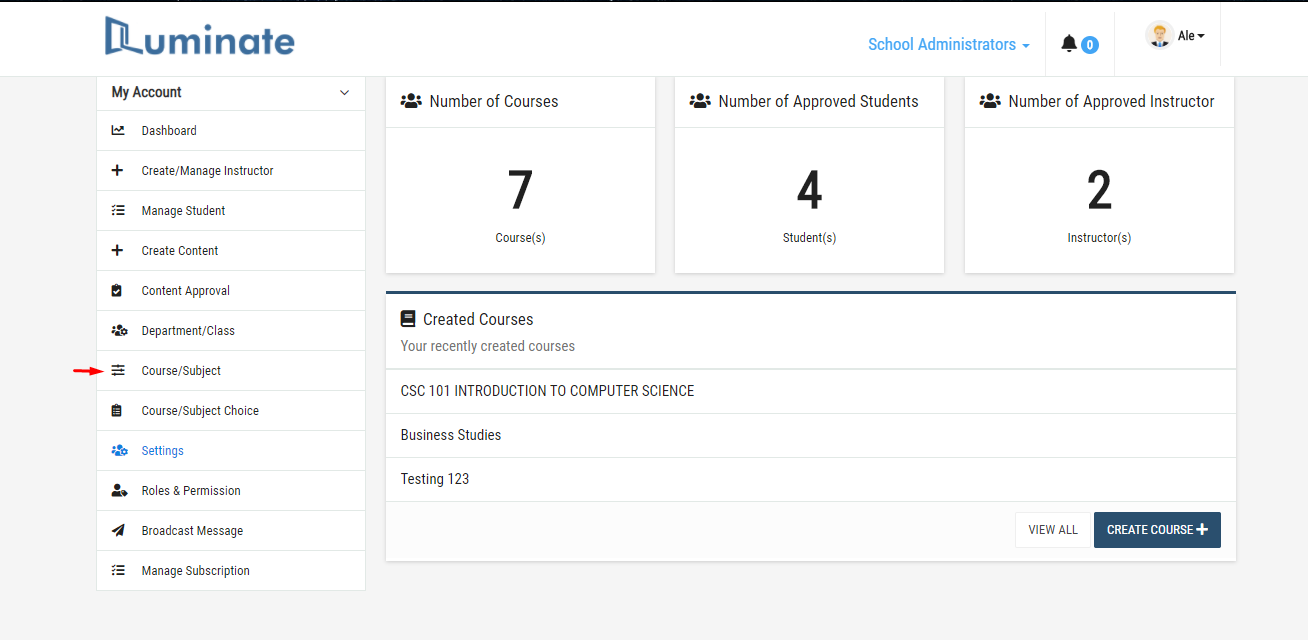 Luminate
School Administrators
0
Ale
My Account
Dashboard
Create/Manage Instructor
Manage Student
Create Content
Content Approval
Department/Class
Course/Subject
Course/Subject Choice
Settings
Roles & Permission
Broadcast Message
Manage Subscription
Number of Courses
7
Course(s)
Number of Approved Students
4
Student(s)
Number of Approved Instructor
2
Instructor(s)
Created Courses
Your recently created courses
CSC 101 INTRODUCTION TO COMPUTER SCIENCE
Business Studies
Testing 123
VIEW ALL
CREATE COURSE